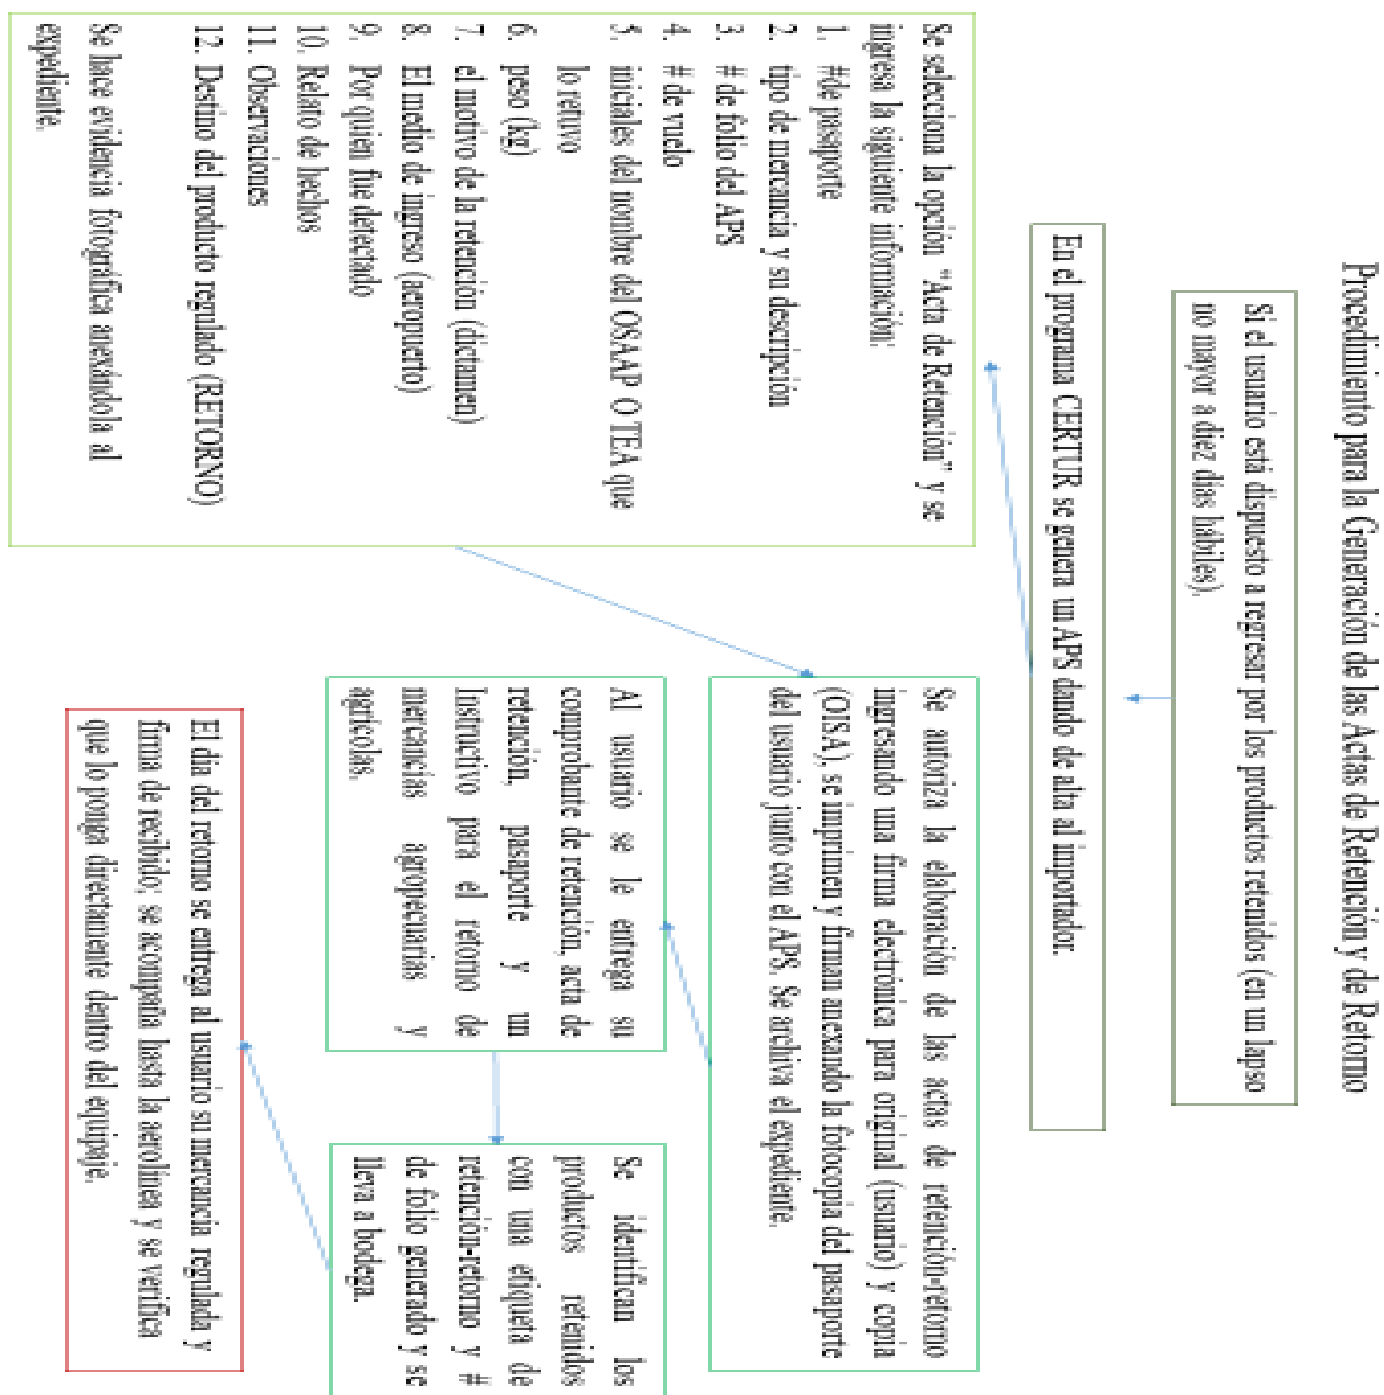 Procedimiento para la Generación de las Actas de Retención y de Retorno
Si el usuario está dispuesto a regresar por los productos retenidos (en un lapso
no mayor a diez días hábiles).
En el programa CERTUR se genera un APS dando de alta al importador.
Se selecciona la opción "Acta de Retención" y se
ingresa la siguiente información:
1. #de pasaporte
2. tipo de mercancía y su descripción
3. # de folio del APS
4. # de vuelo
5. iniciales del nombre del OSAAP O TEA que
lo retuvo
6. peso (kg)
7. el motivo de la retención (dictamen)
8. El medio de ingreso (aeropuerto)
9. Por quien fue detectado
10. Relato de hechos
11. Observaciones
12. Destino del producto regulado (RETORNO)
Se hace evidencia fotográfica anexándola al
expediente.
Se autoriza la elaboración de las actas de retención-retorno
ingresando una firma electrónica para original (usuario) y copia
(OISA), se imprimen y firman anexando la fotocopia del pasaporte
del usuario junto con el APS. Se archiva el expediente.
Al usuario se le entrega su
comprobante de retención, acta de
retención, pasaporte y un
Instructivo para el retorno de
mercancías agropecuarias y
agrícolas.
Se identifican los
productos retenidos
con una etiqueta de
retención-retorno y #
de folio generado y se
lleva a bodega.
El día del retorno se entrega al usuario su mercancía regulada y
firma de recibido; se acompaña hasta la aerolínea y se verifica
que lo ponga directamente dentro del equipaje.